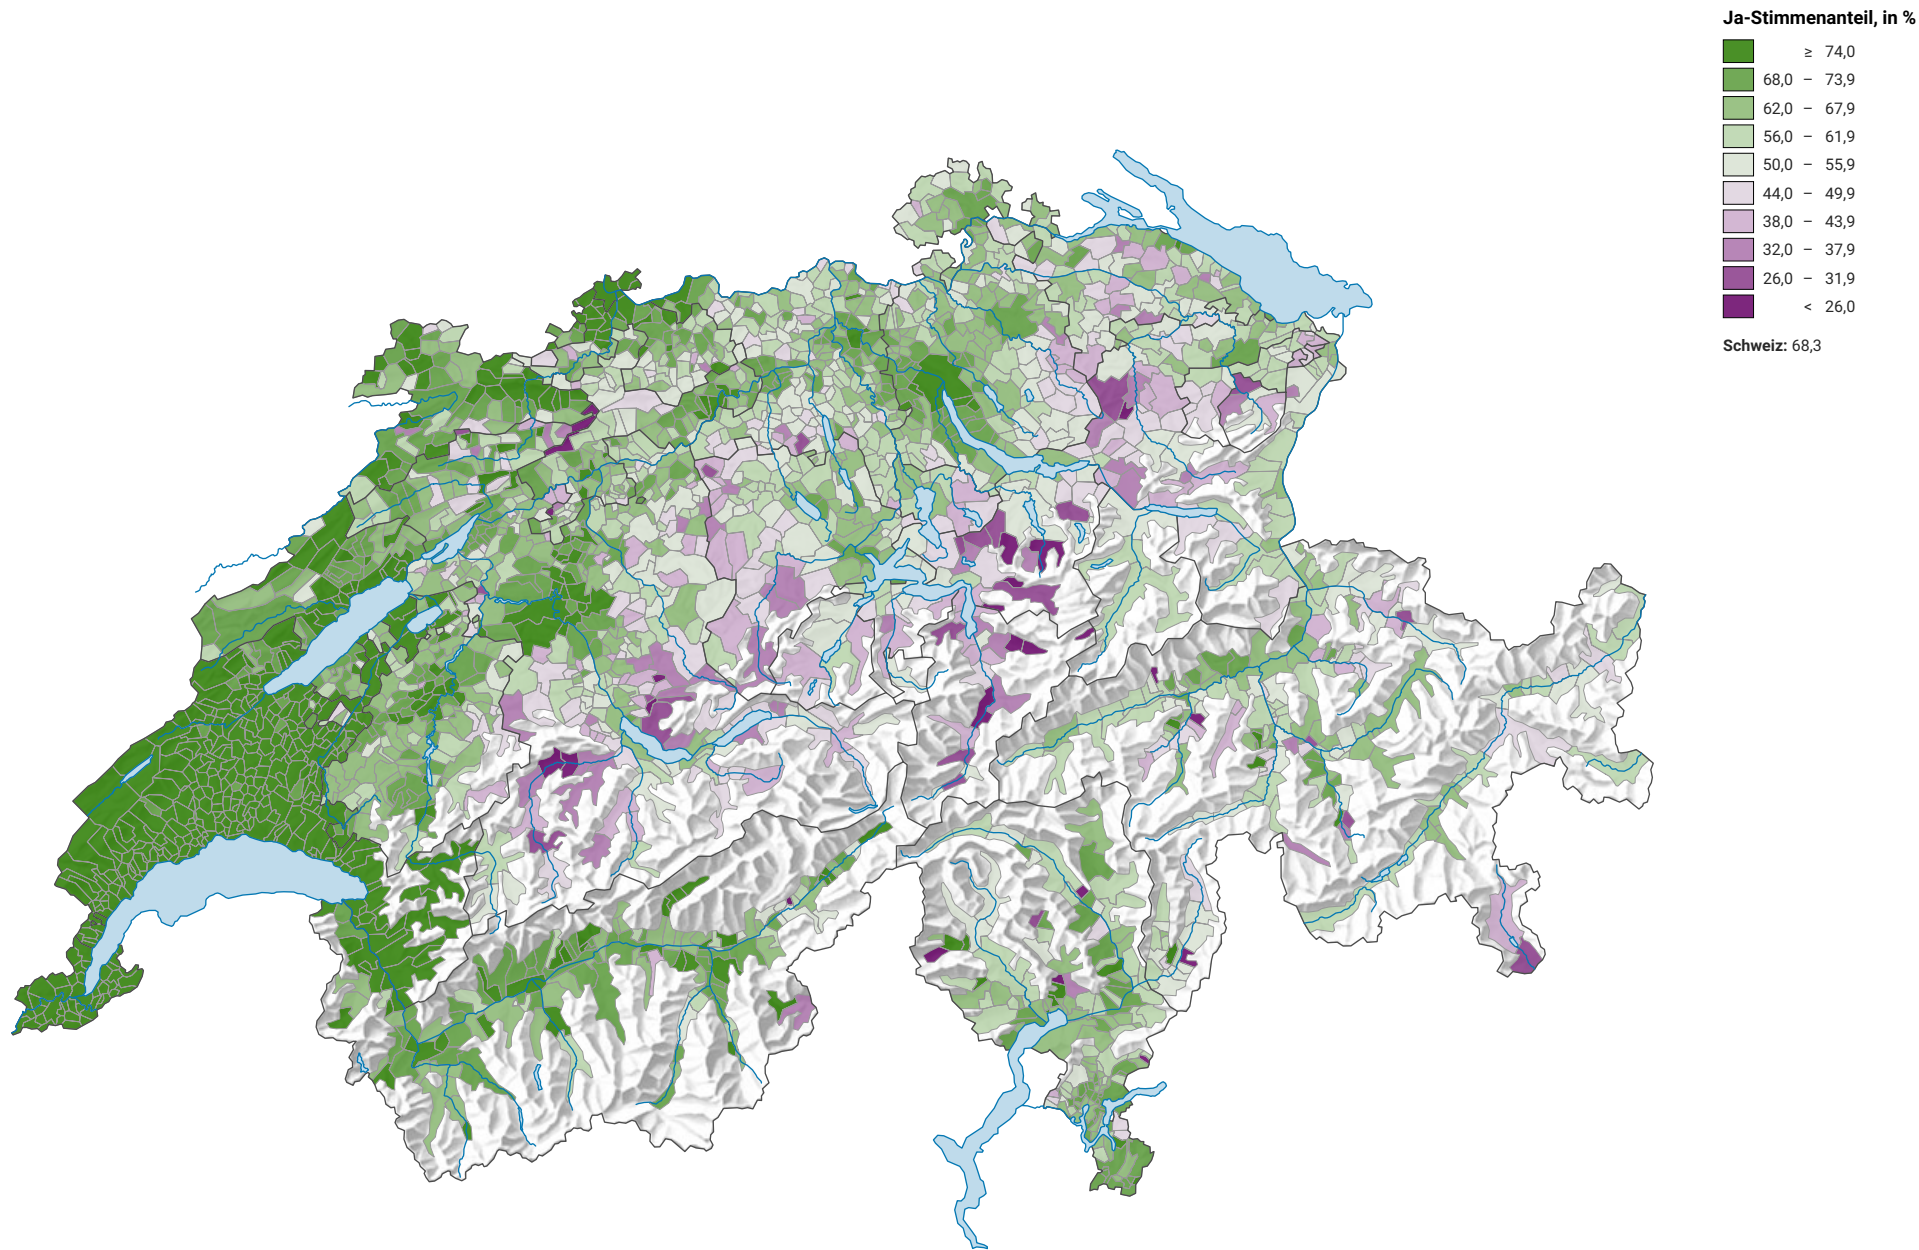 Ja-Stimmenanteil, in %
≥ 74,0
68,0 – 73,9
62,0 – 67,9
56,0 – 61,9
50,0 – 55,9
44,0 – 49,9
38,0 – 43,9
32,0 – 37,9
26,0 – 31,9
< 26,0
Schweiz: 68,3